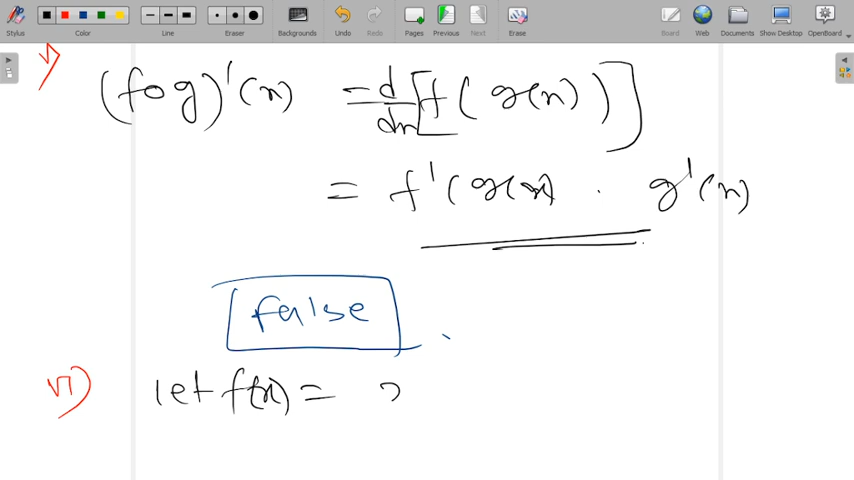 Stylus Color Line Eraser Backgrounds Undo Redo Pages Previous Next Erase Board Web Documents Show Desktop OpenBoard
v)
(fog)'(x) = d/dx [f(g(x))]
= f'(g(x) . g'(x)
false
vi) let f(x) =